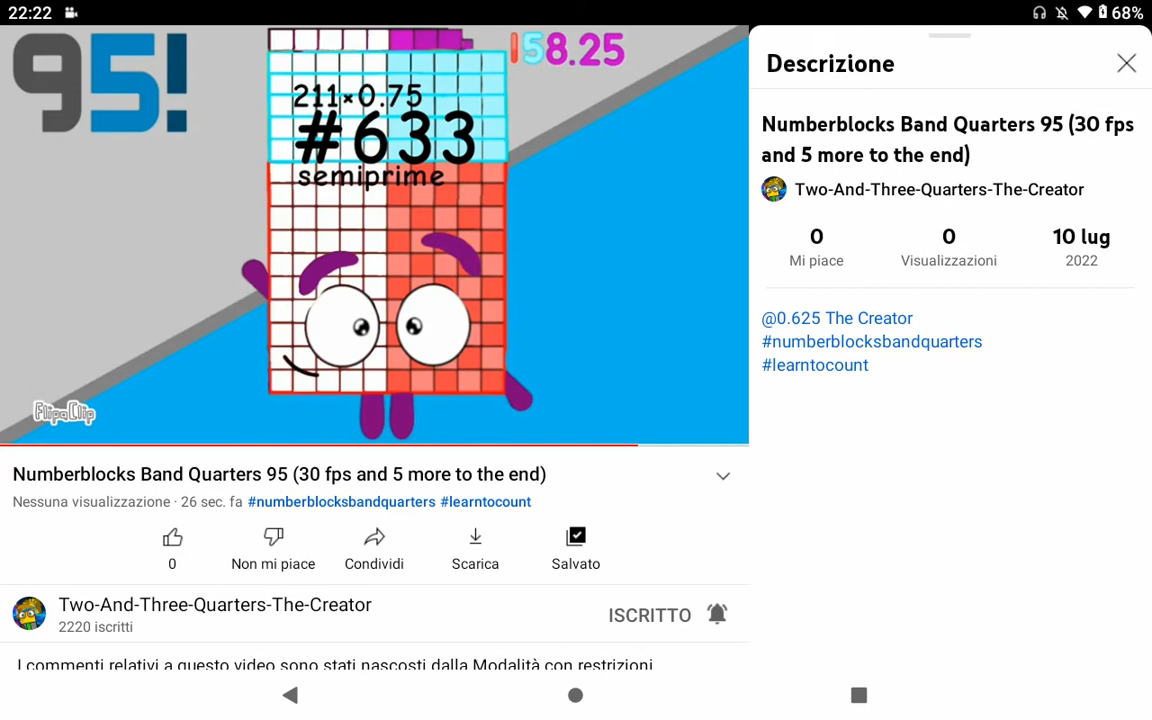 22:22
68%
95!
158.25
211×0.75
#633
semiprime
FlipaClip
Numberblocks Band Quarters 95 (30 fps and 5 more to the end)
Nessuna visualizzazione · 26 sec. fa #numberblocksbandquarters #learntocount
0
Non mi piace
Condividi
Scarica
Salvato
Two-And-Three-Quarters-The-Creator
2220 iscritti
ISCRITTO
I commenti relativi a questo video sono stati nascosti dalla Modalità con restrizioni
Descrizione
Numberblocks Band Quarters 95 (30 fps
and 5 more to the end)
Two-And-Three-Quarters-The-Creator
0
Mi piace
0
Visualizzazioni
10 lug
2022
@0.625 The Creator
#numberblocksbandquarters
#learntocount